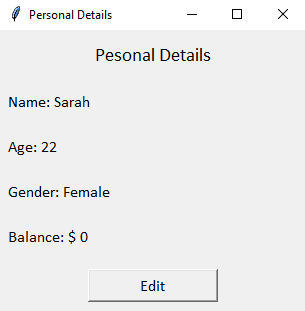 Personal Details
Pesonal Details
Name: Sarah
Age: 22
Gender: Female
Balance: $ 0
Edit